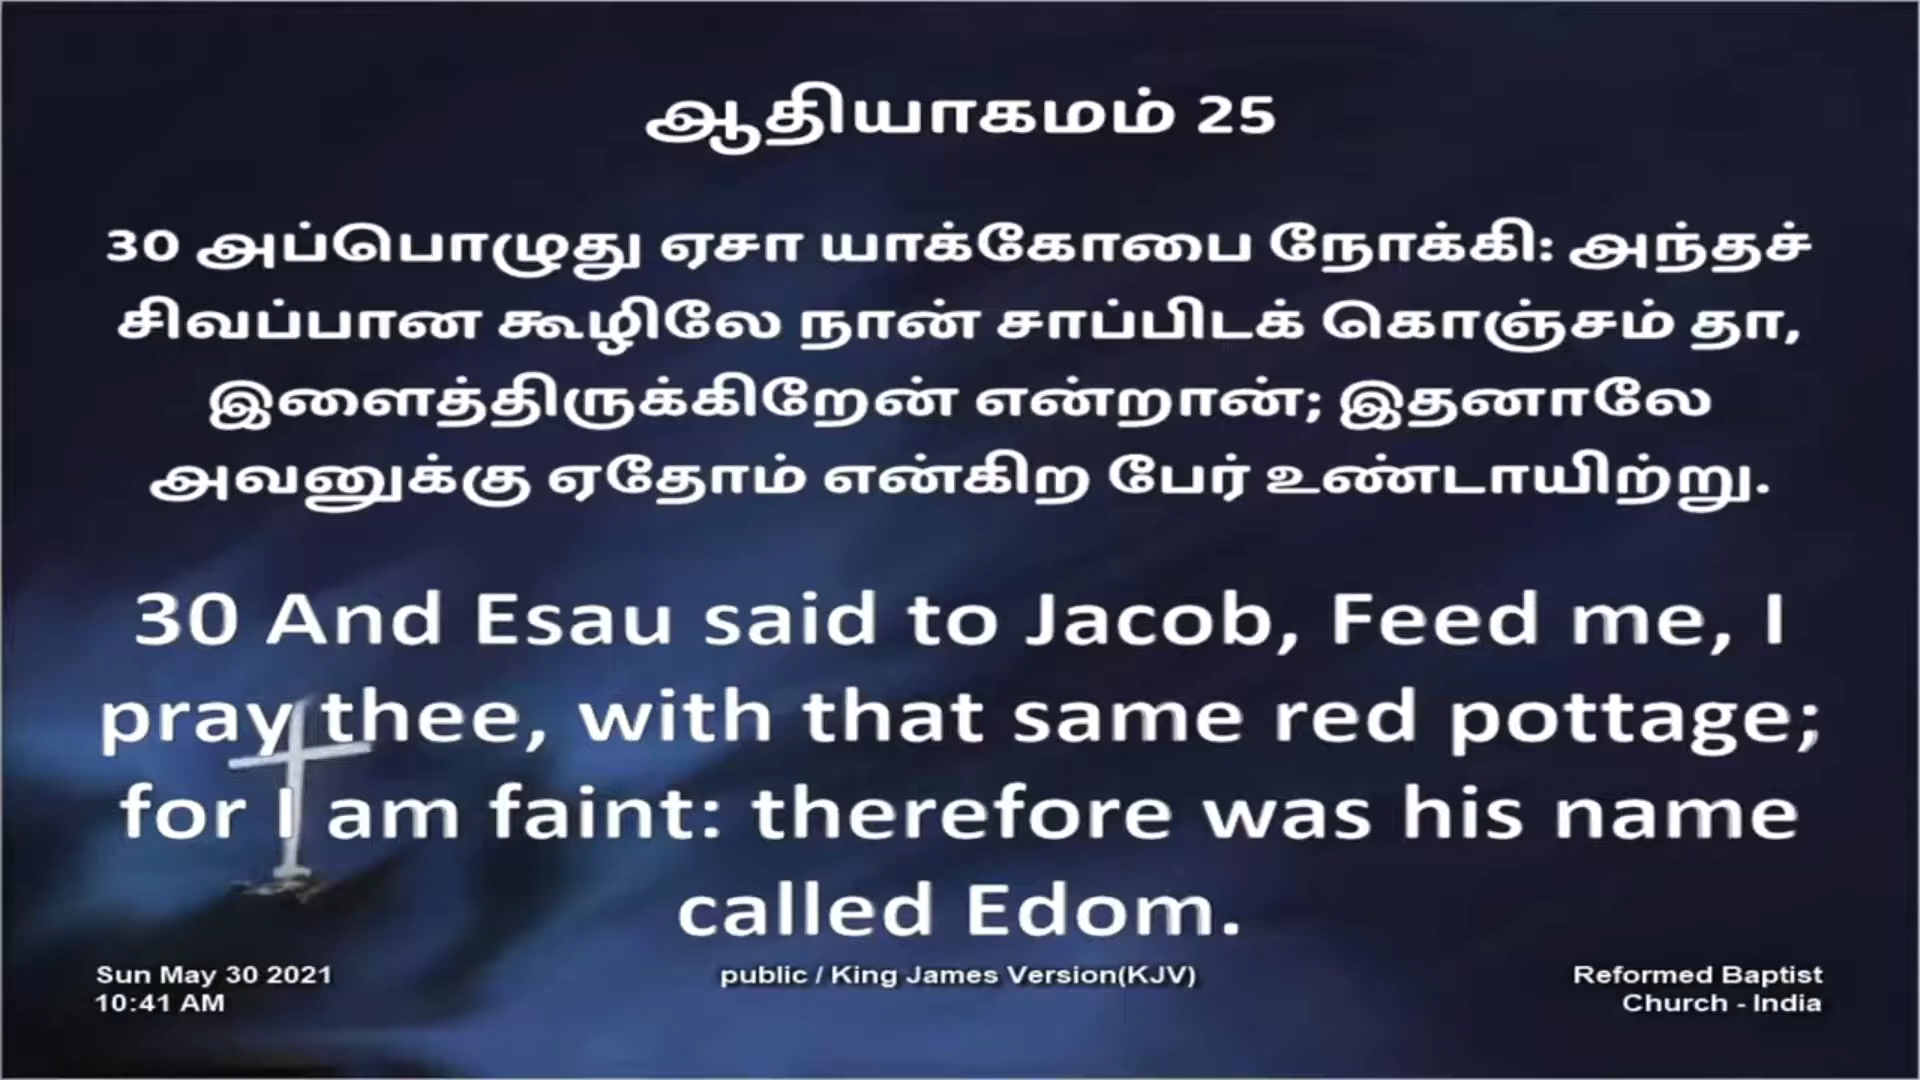 ஆதியாகமம் 25
30 அப்பொழுது ஏசா யாக்கோபை நோக்கி: அந்தச்
சிவப்பான கூழிலே நான் சாப்பிடக் கொஞ்சம் தா,
இளைத்திருக்கிறேன் என்றான்; இதனாலே
அவனுக்கு ஏதோம் என்கிற பேர் உண்டாயிற்று.
30 And Esau said to Jacob, Feed me, I
pray thee, with that same red pottage;
for I am faint: therefore was his name
called Edom.
Sun May 30 2021
10:41 AM
public / King James Version(KJV)
Reformed Baptist
Church - India